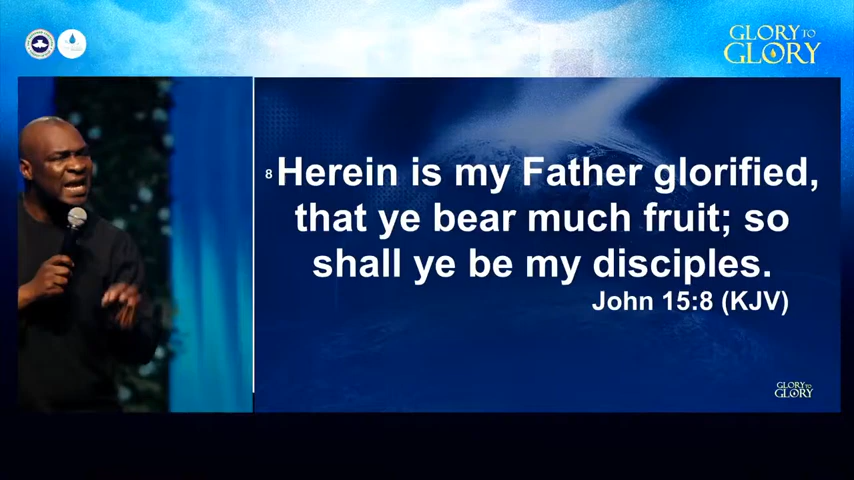 GLORY TO
GLORY
8 Herein is my Father glorified,
that ye bear much fruit; so
shall ye be my disciples.
John 15:8 (KJV)
GLORY TO
GLORY